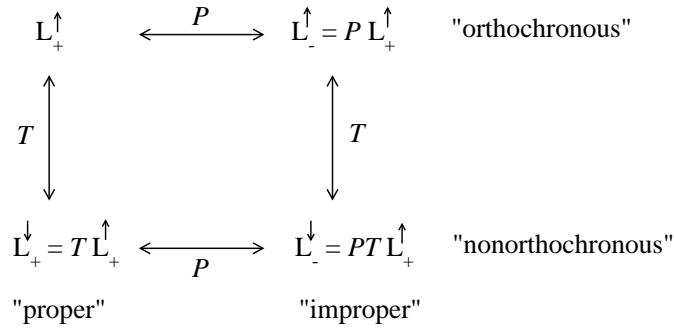 L₊↑ P L₋↑ = P L₊↑ "orthochronous"
T T
L₊↓ = T L₊↑ P L₋↓ = PT L₊↑ "nonorthochronous"
"proper" "improper"